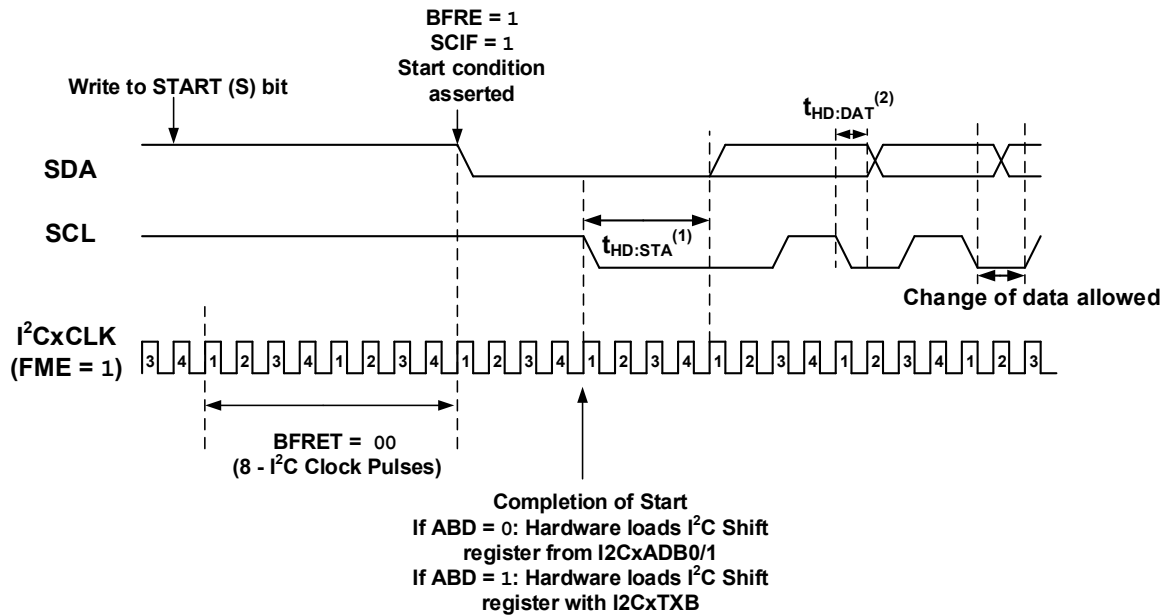 BFRE = 1
SCIF = 1
Start condition
asserted
Write to START (S) bit
tHD:DAT(2)
SDA
SCL
tHD:STA(1)
Change of data allowed
I²CxCLK
(FME = 1)
3 4 1 2 3 4 1 2 3 4 1 2 3 4 1 2 3 4 1 2 3 4 1 2 3 4 1 2 3
BFRET = 00
(8 - I²C Clock Pulses)
Completion of Start
If ABD = 0: Hardware loads I²C Shift
register from I2CxADB0/1
If ABD = 1: Hardware loads I²C Shift
register with I2CxTXB